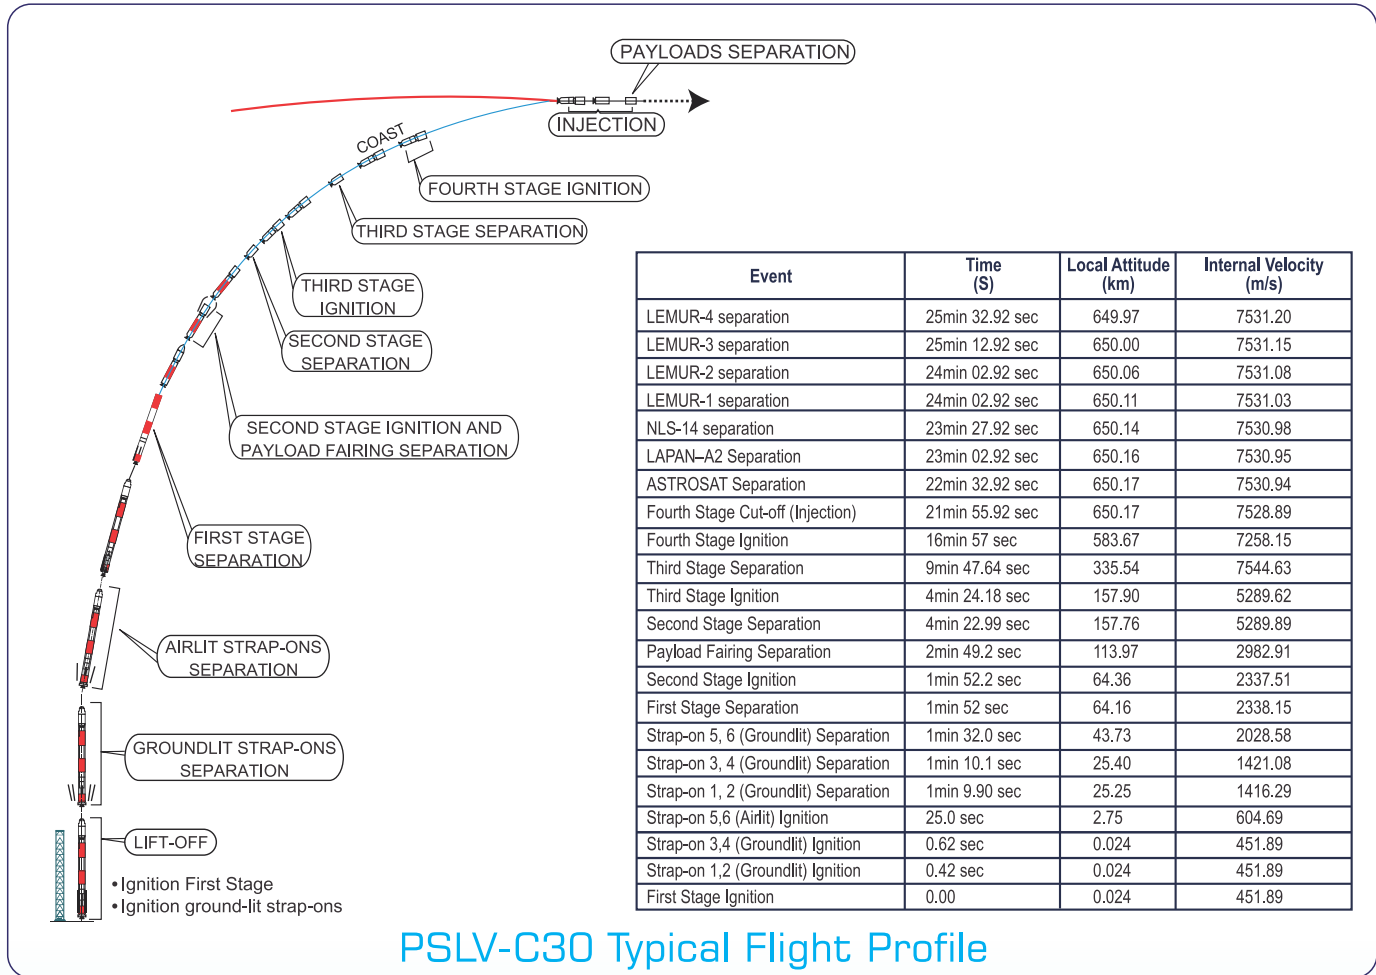 PAYLOADS SEPARATION
INJECTION
COAST
FOURTH STAGE IGNITION
THIRD STAGE SEPARATION
THIRD STAGE
IGNITION
SECOND STAGE
SEPARATION
SECOND STAGE IGNITION AND
PAYLOAD FAIRING SEPARATION
FIRST STAGE
SEPARATION
AIRLIT STRAP-ONS
SEPARATION
GROUNDLIT STRAP-ONS
SEPARATION
LIFT-OFF
•Ignition First Stage
•Ignition ground-lit strap-ons
Event Time (S) Local Attitude (km) Internal Velocity (m/s)
LEMUR-4 separation 25min 32.92 sec 649.97 7531.20
LEMUR-3 separation 25min 12.92 sec 650.00 7531.15
LEMUR-2 separation 24min 02.92 sec 650.06 7531.08
LEMUR-1 separation 24min 02.92 sec 650.11 7531.03
NLS-14 separation 23min 27.92 sec 650.14 7530.98
LAPAN–A2 Separation 23min 02.92 sec 650.16 7530.95
ASTROSAT Separation 22min 32.92 sec 650.17 7530.94
Fourth Stage Cut-off (Injection) 21min 55.92 sec 650.17 7528.89
Fourth Stage Ignition 16min 57 sec 583.67 7258.15
Third Stage Separation 9min 47.64 sec 335.54 7544.63
Third Stage Ignition 4min 24.18 sec 157.90 5289.62
Second Stage Separation 4min 22.99 sec 157.76 5289.89
Payload Fairing Separation 2min 49.2 sec 113.97 2982.91
Second Stage Ignition 1min 52.2 sec 64.36 2337.51
First Stage Separation 1min 52 sec 64.16 2338.15
Strap-on 5, 6 (Groundlit) Separation 1min 32.0 sec 43.73 2028.58
Strap-on 3, 4 (Groundlit) Separation 1min 10.1 sec 25.40 1421.08
Strap-on 1, 2 (Groundlit) Separation 1min 9.90 sec 25.25 1416.29
Strap-on 5,6 (Airlit) Ignition 25.0 sec 2.75 604.69
Strap-on 3,4 (Groundlit) Ignition 0.62 sec 0.024 451.89
Strap-on 1,2 (Groundlit) Ignition 0.42 sec 0.024 451.89
First Stage Ignition 0.00 0.024 451.89
PSLV-C30 Typical Flight Profile